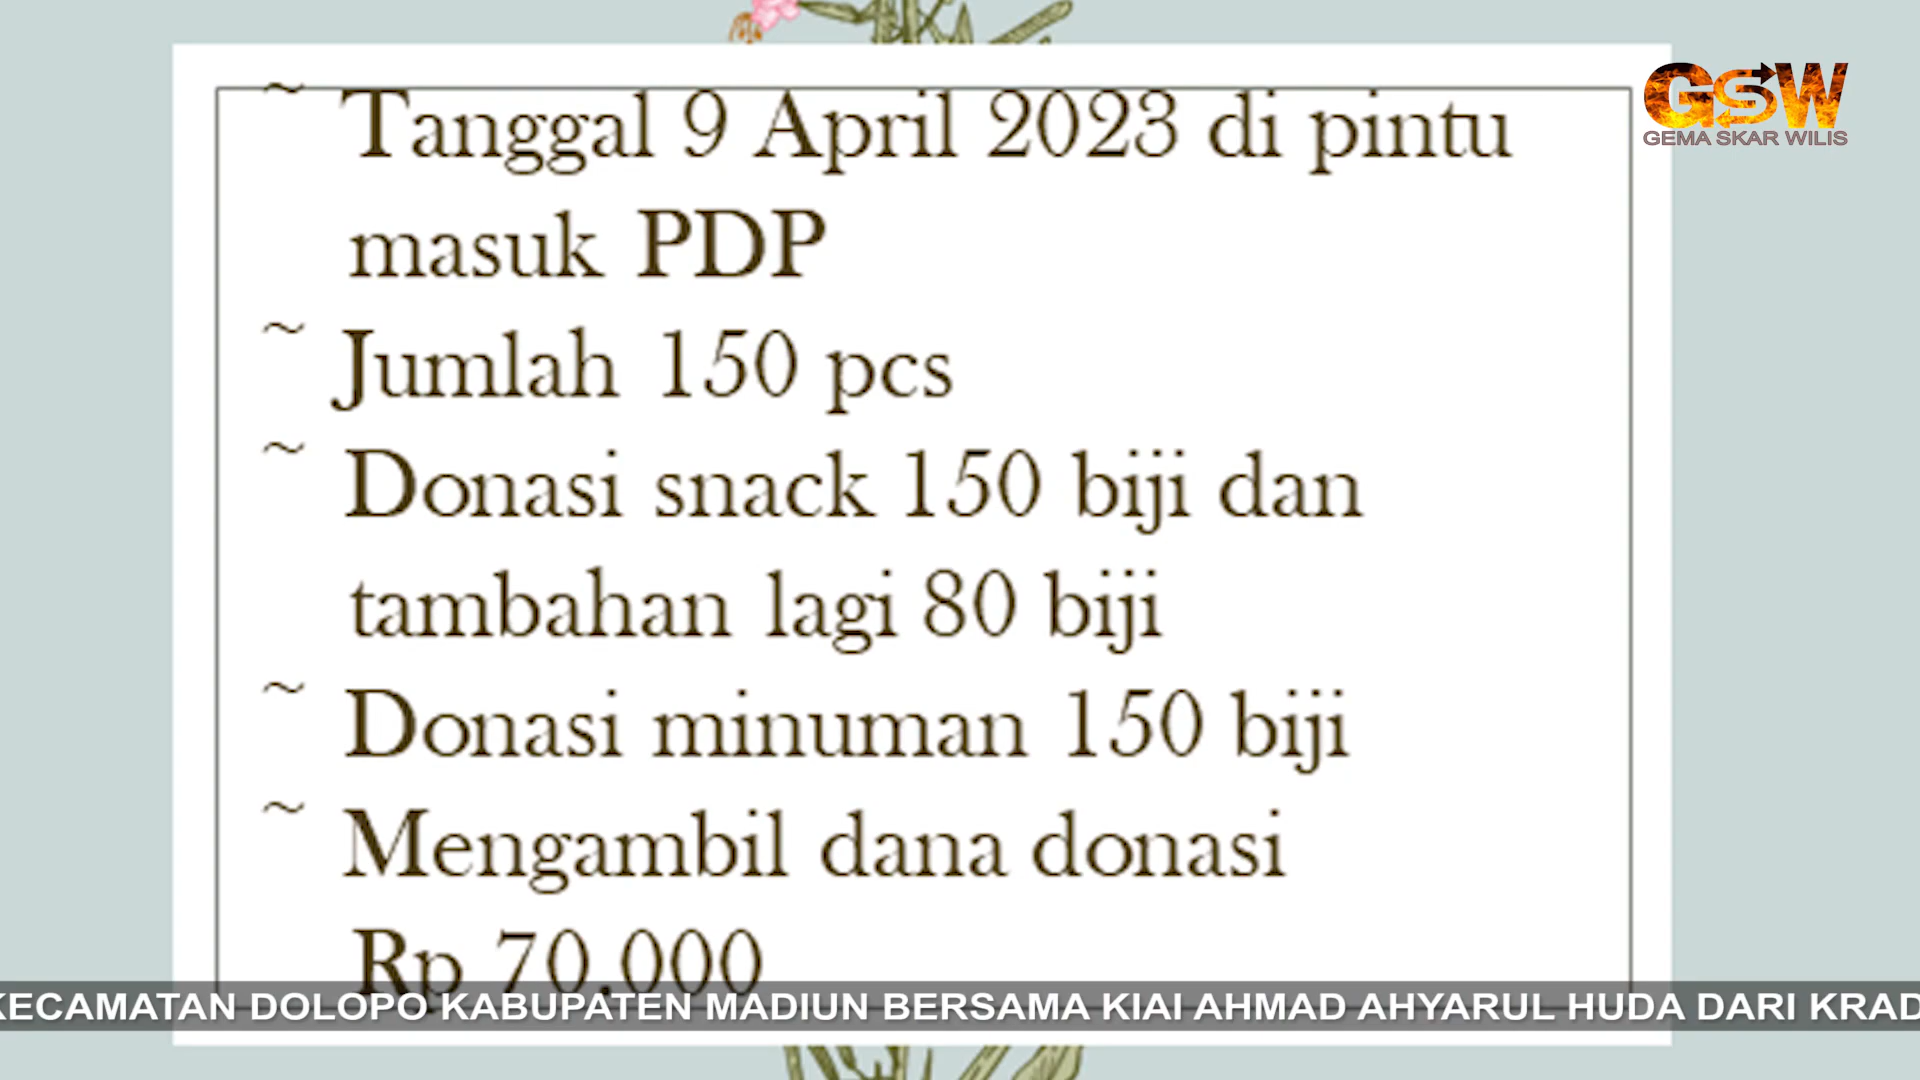 ~ Tanggal 9 April 2023 di pintu
masuk PDP
~ Jumlah 150 pcs
~ Donasi snack 150 biji dan
tambahan lagi 80 biji
~ Donasi minuman 150 biji
~ Mengambil dana donasi
Rp 70.000
GSW
GEMA SKAR WILIS
KECAMATAN DOLOPO KABUPATEN MADIUN BERSAMA KIAI AHMAD AHYARUL HUDA DARI KRAD